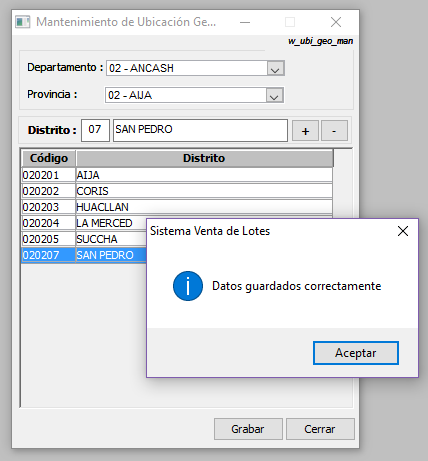 Mantenimiento de Ubicación Ge...
w_ubi_geo_man
Departamento : 02 - ANCASH
Provincia : 02 - AIJA
Distrito : 07 SAN PEDRO + -
Código Distrito
020201 AIJA
020202 CORIS
020203 HUACLLAN
020204 LA MERCED
020205 SUCCHA
020207 SAN PEDRO
Sistema Venta de Lotes
Datos guardados correctamente
Aceptar
Grabar Cerrar